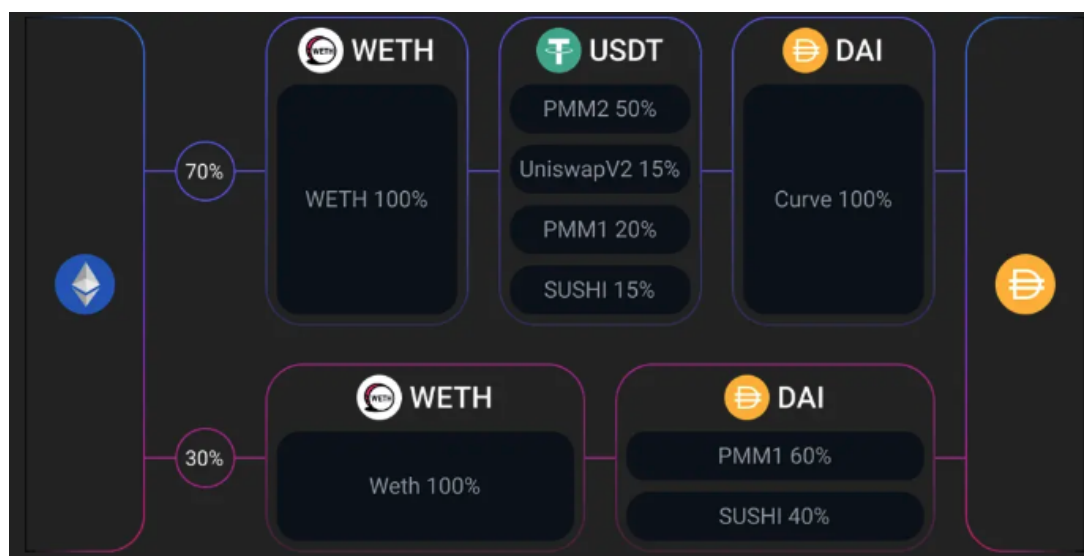 WETH
USDT
DAI
70%
WETH 100%
PMM2 50%
UniswapV2 15%
PMM1 20%
SUSHI 15%
Curve 100%
WETH
DAI
30%
Weth 100%
PMM1 60%
SUSHI 40%